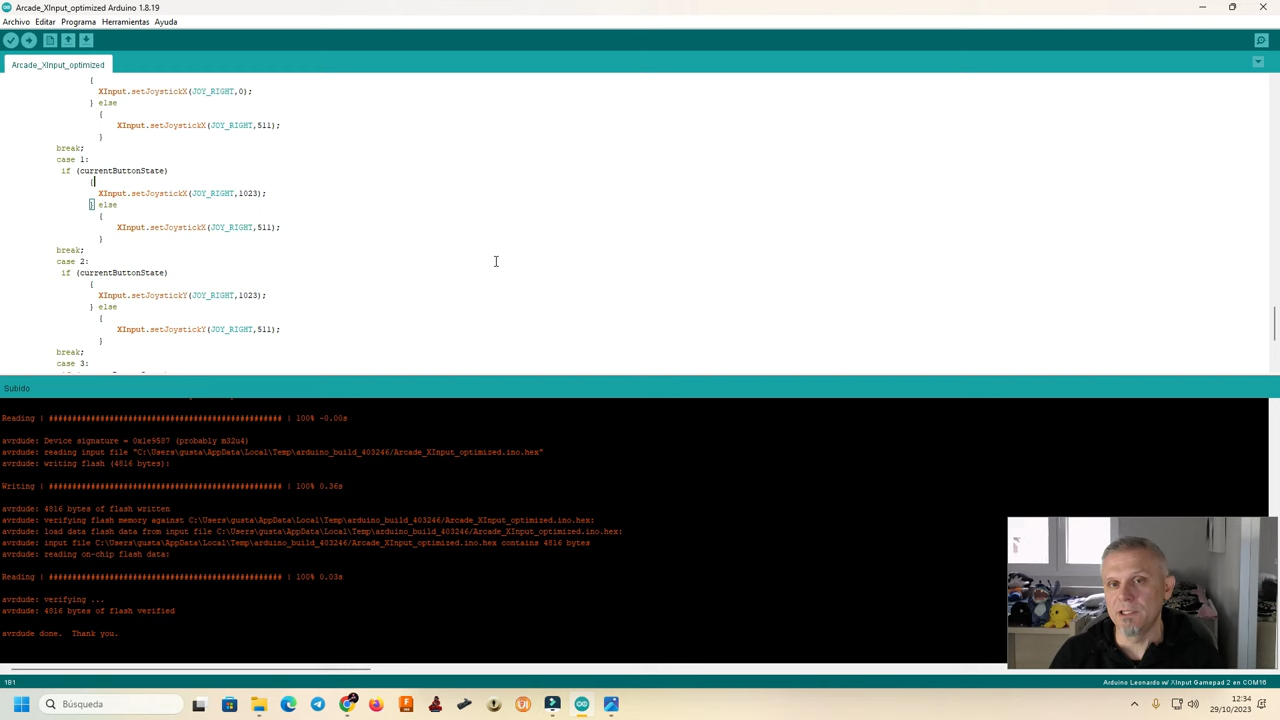 Arcade_XInput_optimized Arduino 1.8.19
Archivo Editar Programa Herramientas Ayuda
Arcade_XInput_optimized
{
XInput.setJoystickX(JOY_RIGHT,0);
} else
{
XInput.setJoystickX(JOY_RIGHT,511);
}
break;
case 1:
if (currentButtonState)
{
XInput.setJoystickX(JOY_RIGHT,1023);
} else
{
XInput.setJoystickX(JOY_RIGHT,511);
}
break;
case 2:
if (currentButtonState)
{
XInput.setJoystickY(JOY_RIGHT,1023);
} else
{
XInput.setJoystickY(JOY_RIGHT,511);
}
break;
case 3:
Subido
Reading | ################################################## | 100% -0.00s
avrdude: Device signature = 0x1e9587 (probably m32u4)
avrdude: reading input file "C:\Users\gusta\AppData\Local\Temp\arduino_build_403246/Arcade_XInput_optimized.ino.hex"
avrdude: writing flash (4816 bytes):
Writing | ################################################## | 100% 0.36s
avrdude: 4816 bytes of flash written
avrdude: verifying flash memory against C:\Users\gusta\AppData\Local\Temp\arduino_build_403246/Arcade_XInput_optimized.ino.hex:
avrdude: load data flash data from input file C:\Users\gusta\AppData\Local\Temp\arduino_build_403246/Arcade_XInput_optimized.ino.hex:
avrdude: input file C:\Users\gusta\AppData\Local\Temp\arduino_build_403246/Arcade_XInput_optimized.ino.hex contains 4816 bytes
avrdude: reading on-chip flash data:
Reading | ################################################## | 100% 0.03s
avrdude: verifying ...
avrdude: 4816 bytes of flash verified
avrdude done.  Thank you.
181
Arduino Leonardo w/ XInput Gamepad 2 en COM16
Búsqueda
12:34
29/10/2023